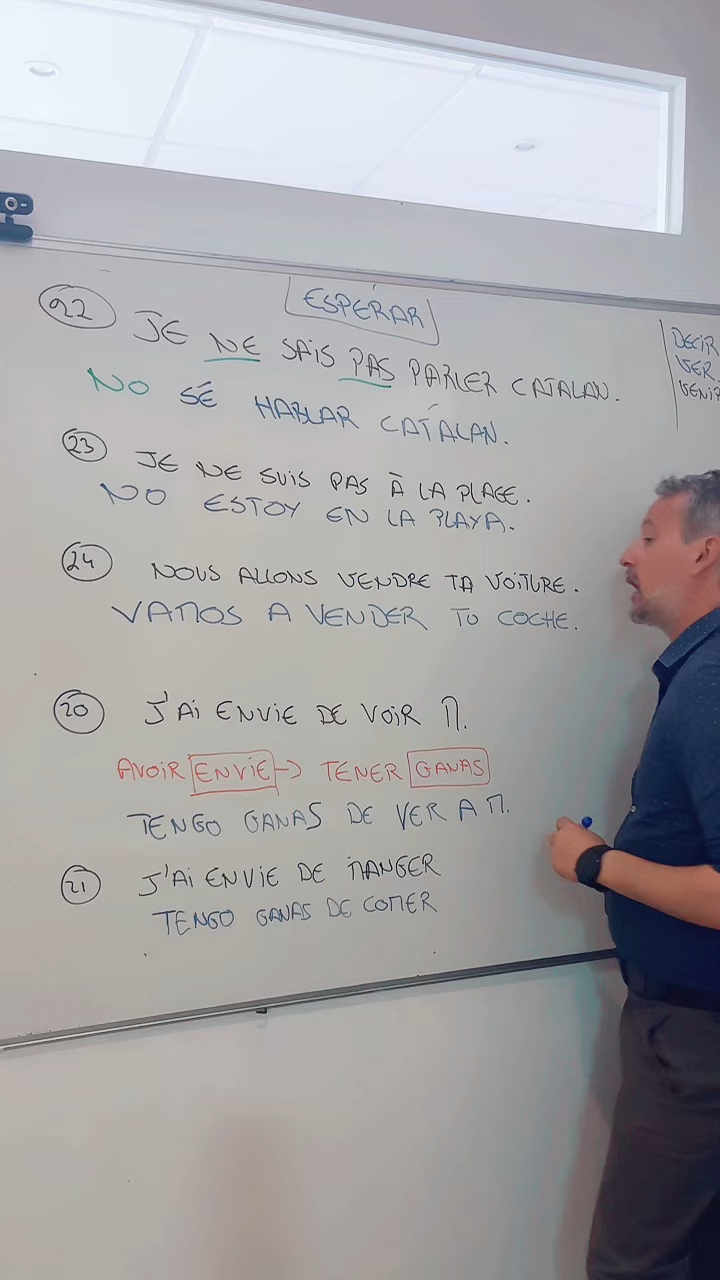 ESPERAR
22 JE NE SAIS PAS PARLER CATALAN.
NO SÉ HABLAR CATALÁN.
23 JE NE SUIS PAS À LA PLAGE.
NO ESTOY EN LA PLAYA.
24 NOUS ALLONS VENDRE TA VOITURE.
VAMOS A VENDER TU COCHE.
20 J'AI ENVIE DE VOIR M.
AVOIR ENVIE -> TENER GANAS
TENGO GANAS DE VER A M.
21 J'AI ENVIE DE MANGER
TENGO GANAS DE COMER
DECIR
VER
VENIR